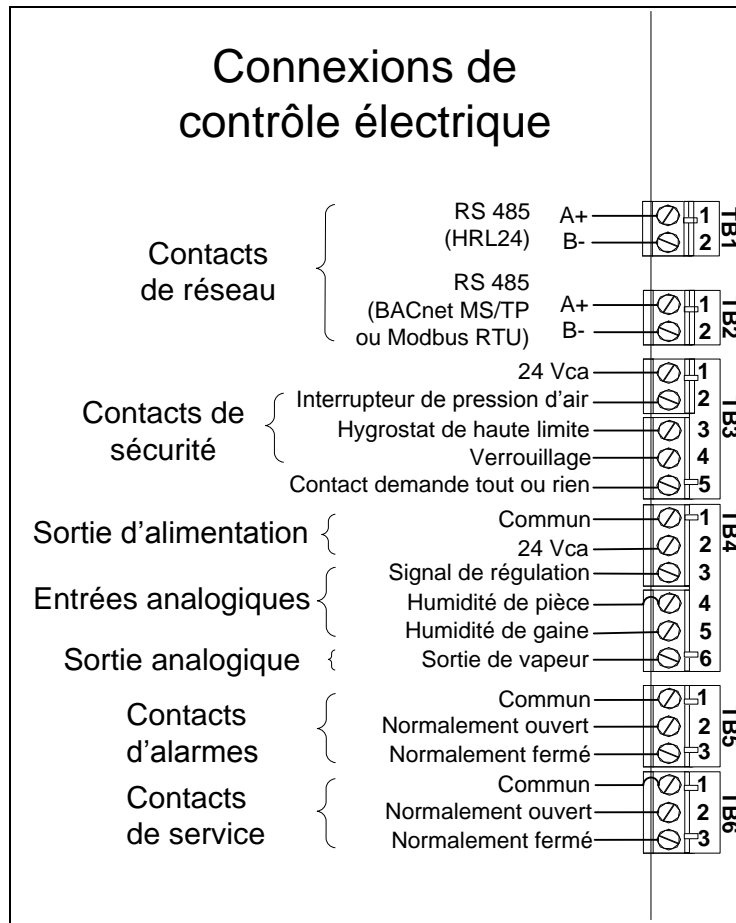 Connexions de
contrôle électrique
Contacts
de réseau
RS 485
(HRL24)
A+
B-
1
2
TB1
RS 485
(BACnet MS/TP
ou Modbus RTU)
A+
B-
1
2
TB2
Contacts de
sécurité
24 Vca 1
Interrupteur de pression d'air 2
Hygrostat de haute limite 3
Verrouillage 4
Contact demande tout ou rien 5
TB3
Sortie d'alimentation
Commun 1
24 Vca 2
Entrées analogiques
Signal de régulation 3
Humidité de pièce 4
Humidité de gaine 5
Sortie analogique
Sortie de vapeur 6
TB4
Contacts
d'alarmes
Commun 1
Normalement ouvert 2
Normalement fermé 3
TB5
Contacts
de service
Commun 1
Normalement ouvert 2
Normalement fermé 3
TB6